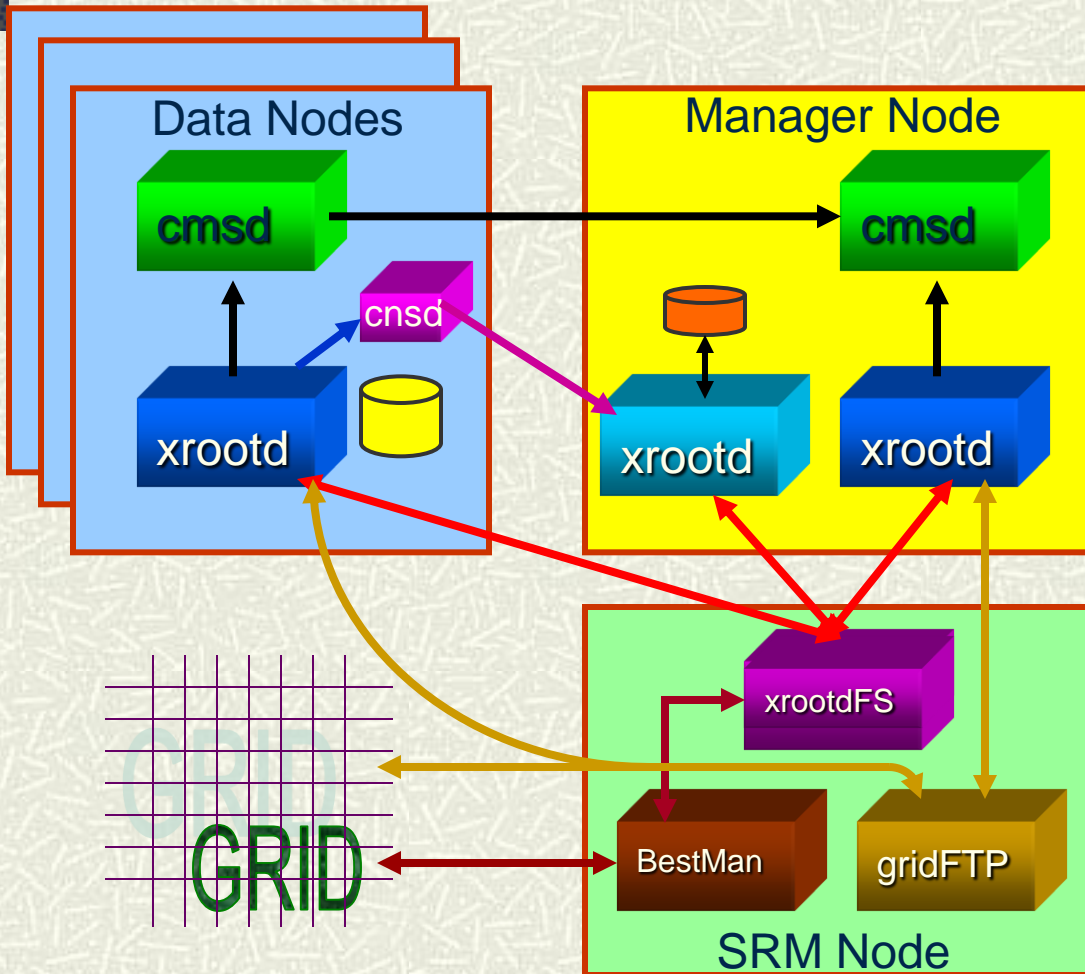 Data Nodes
Manager Node
cmsd
cmsd
cnsd
xrootd
xrootd
xrootd
xrootdFS
GRID
GRID
BestMan
gridFTP
SRM Node